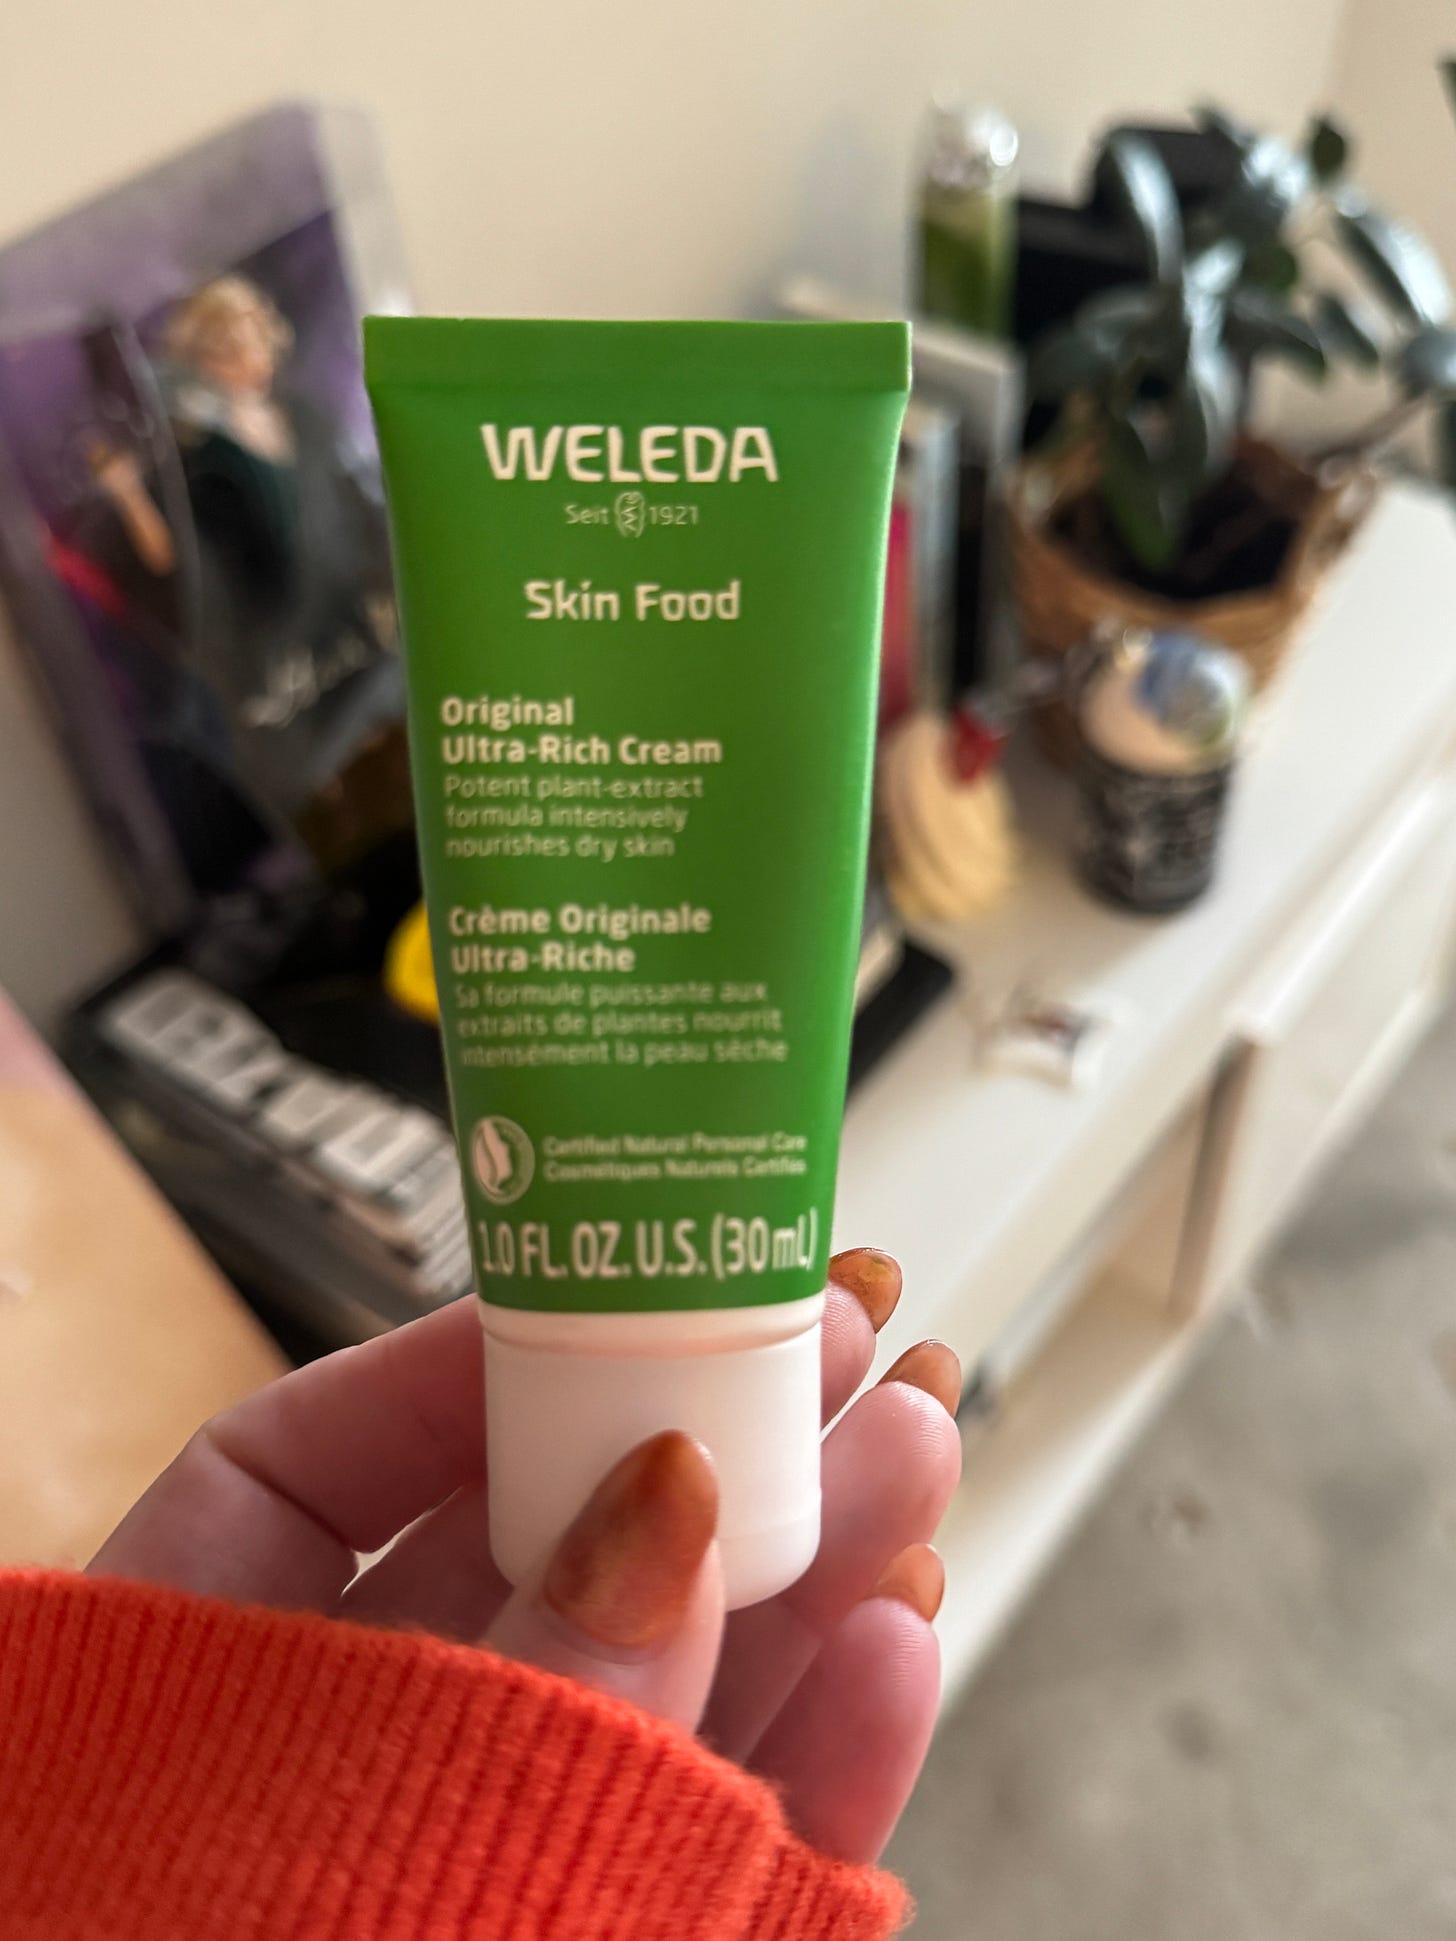 WELEDA
Seit 1921
Skin Food
Original
Ultra-Rich Cream
Potent plant-extract
formula intensively
nourishes dry skin
Crème Originale
Ultra-Riche
Sa formule puissante aux
extraits de plantes nourrit
intensément la peau sèche
Certified Natural Personal Care
Cosmétiques Naturels Certifiés
1.0 FL. OZ. U.S. (30 mL)